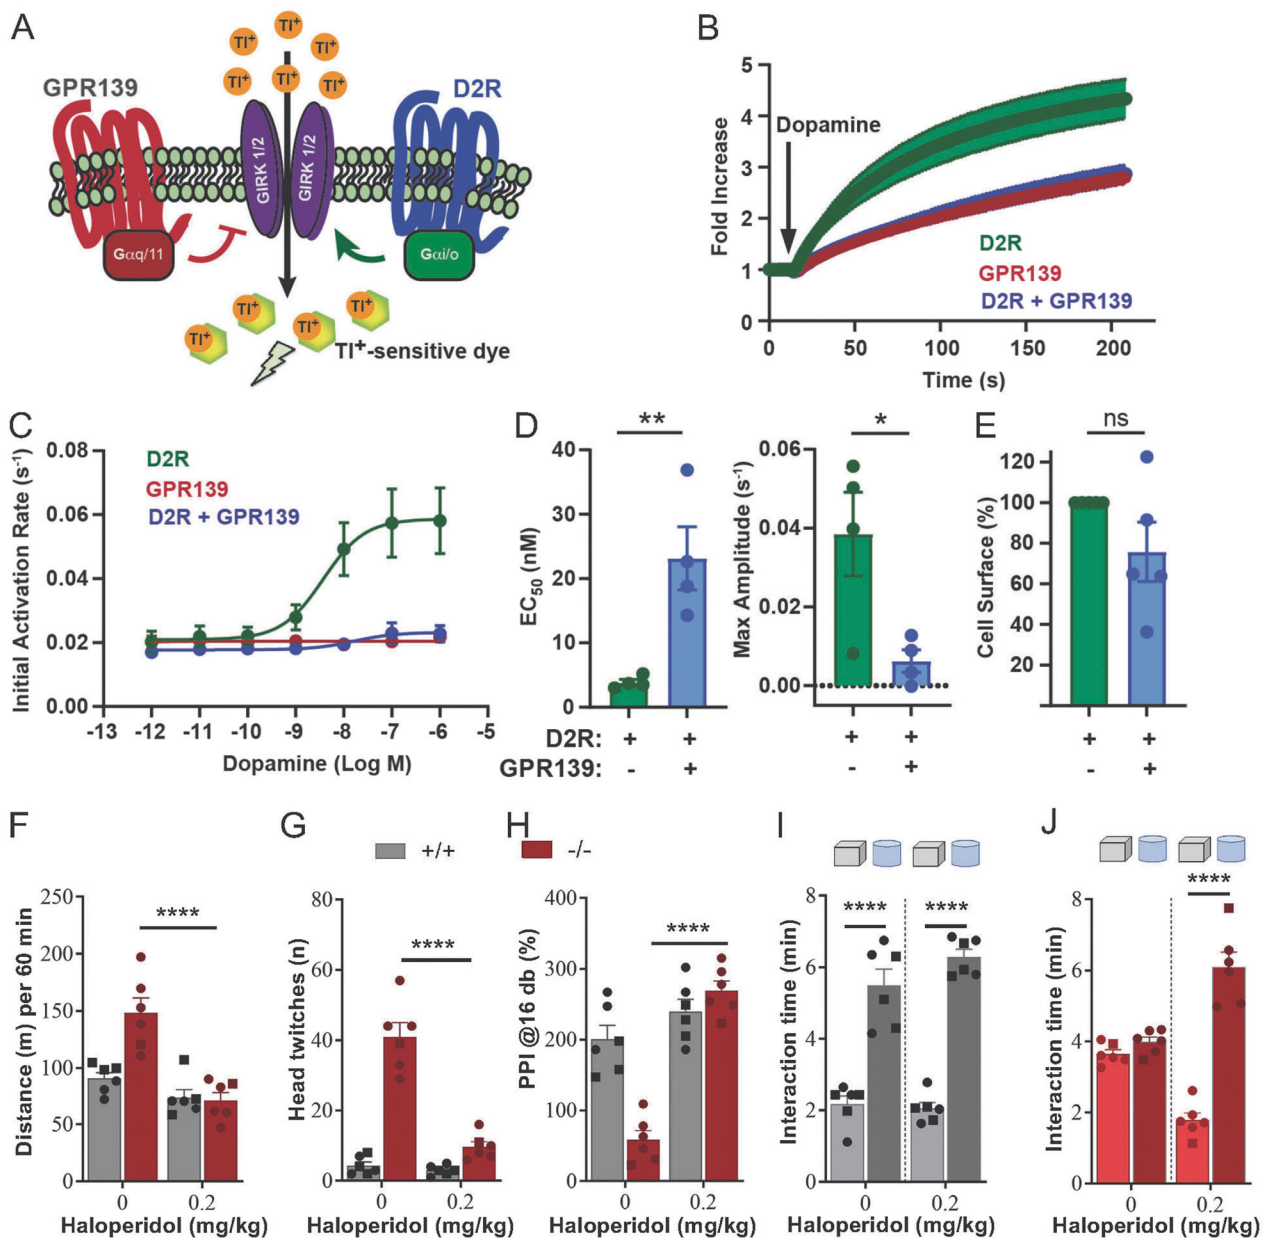 A
GPR139
D2R
Tl+
Tl+
Tl+
Tl+
Tl+
Tl+
GIRK 1/2
GIRK 1/2
Gαq/11
Gαi/o
Tl+
Tl+
Tl+
Tl+
Tl+-sensitive dye
B
Fold Increase
5
4
3
2
1
0
Dopamine
D2R
GPR139
D2R + GPR139
0 50 100 150 200
Time (s)
C
Initial Activation Rate (s-1)
0.08
0.06
0.04
0.02
0.00
D2R
GPR139
D2R + GPR139
-13 -12 -11 -10 -9 -8 -7 -6 -5
Dopamine (Log M)
D
**
EC50 (nM)
40
30
20
10
0
*
Max Amplitude (s-1)
0.06
0.04
0.02
0.00
D2R: + + + +
GPR139: - + - +
E
ns
Cell Surface (%)
120
100
80
60
40
20
+ +
- +
F
Distance (m) per 60 min
250
200
150
100
50
0
****
0 0.2
Haloperidol (mg/kg)
G
+/+
-/-
Head twitches (n)
80
60
40
20
0
****
0 0.2
Haloperidol (mg/kg)
H
PPI @16 db (%)
400
300
200
100
0
****
0 0.2
Haloperidol (mg/kg)
I
Interaction time (min)
8
6
4
2
0
**** ****
0 0.2
Haloperidol (mg/kg)
J
Interaction time (min)
8
6
4
2
0
****
0 0.2
Haloperidol (mg/kg)